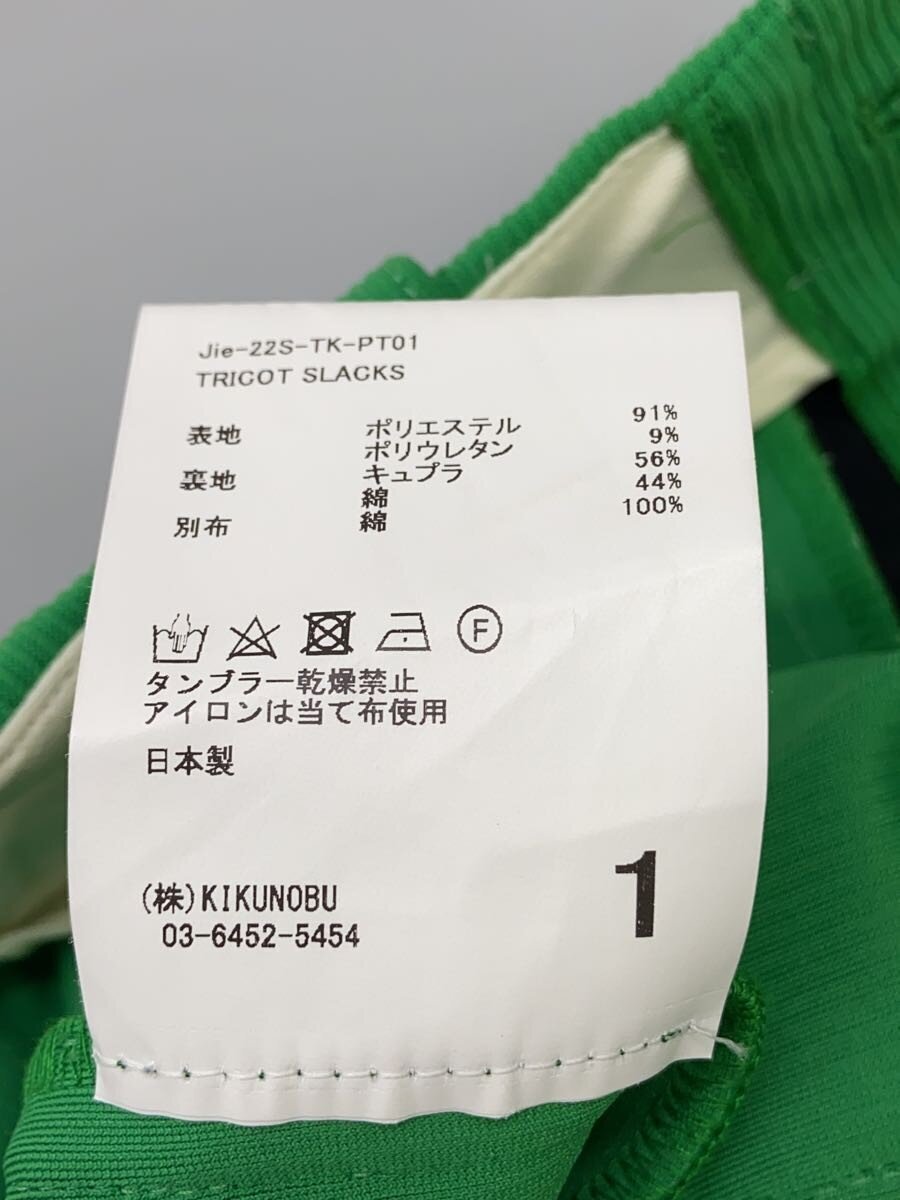 Jie-22S-TK-PT01
TRICOT SLACKS
表地 ポリエステル 91%
ポリウレタン 9%
裏地 キュプラ 56%
綿 44%
別布 綿 100%
F
タンブラー乾燥禁止
アイロンは当て布使用
日本製
(株)KIKUNOBU
03-6452-5454
1